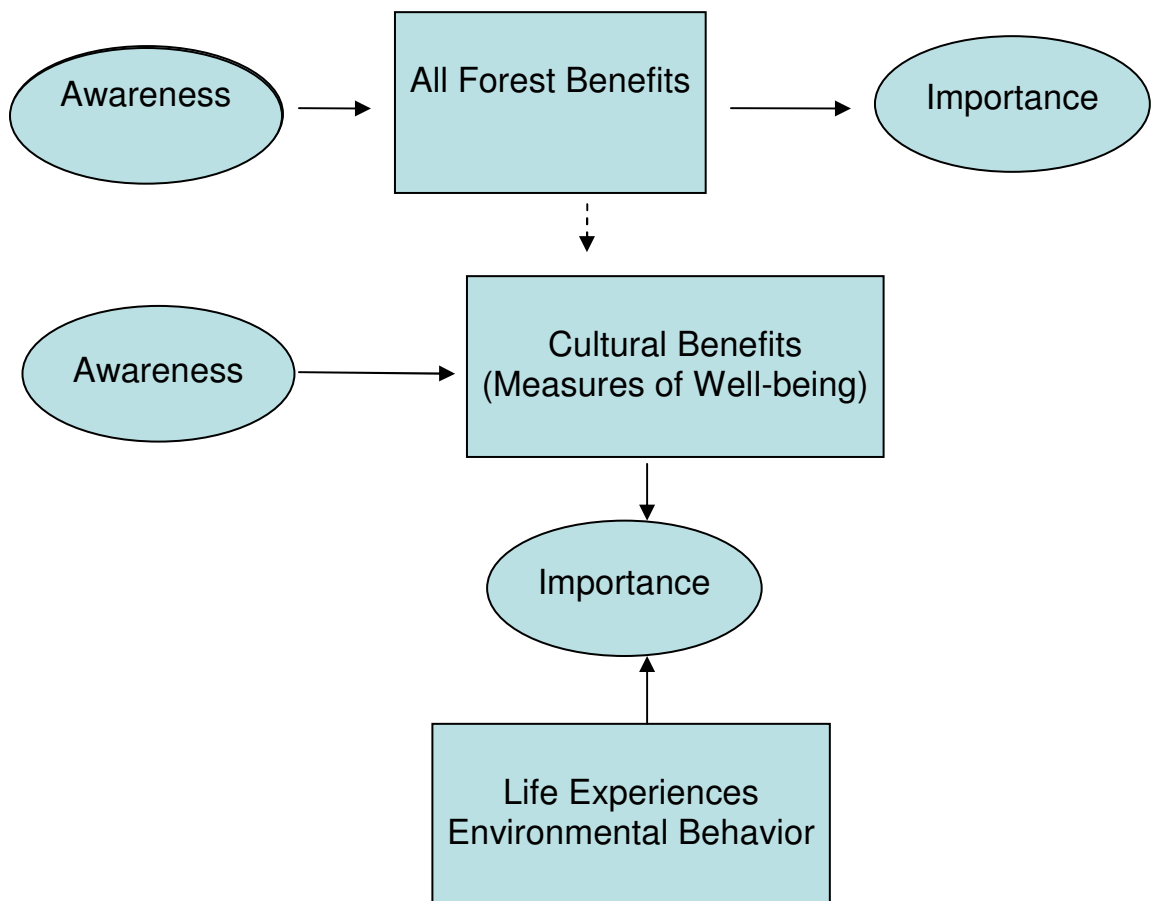 Awareness
All Forest Benefits
Importance
Awareness
Cultural Benefits
(Measures of Well-being)
Importance
Life Experiences
Environmental Behavior